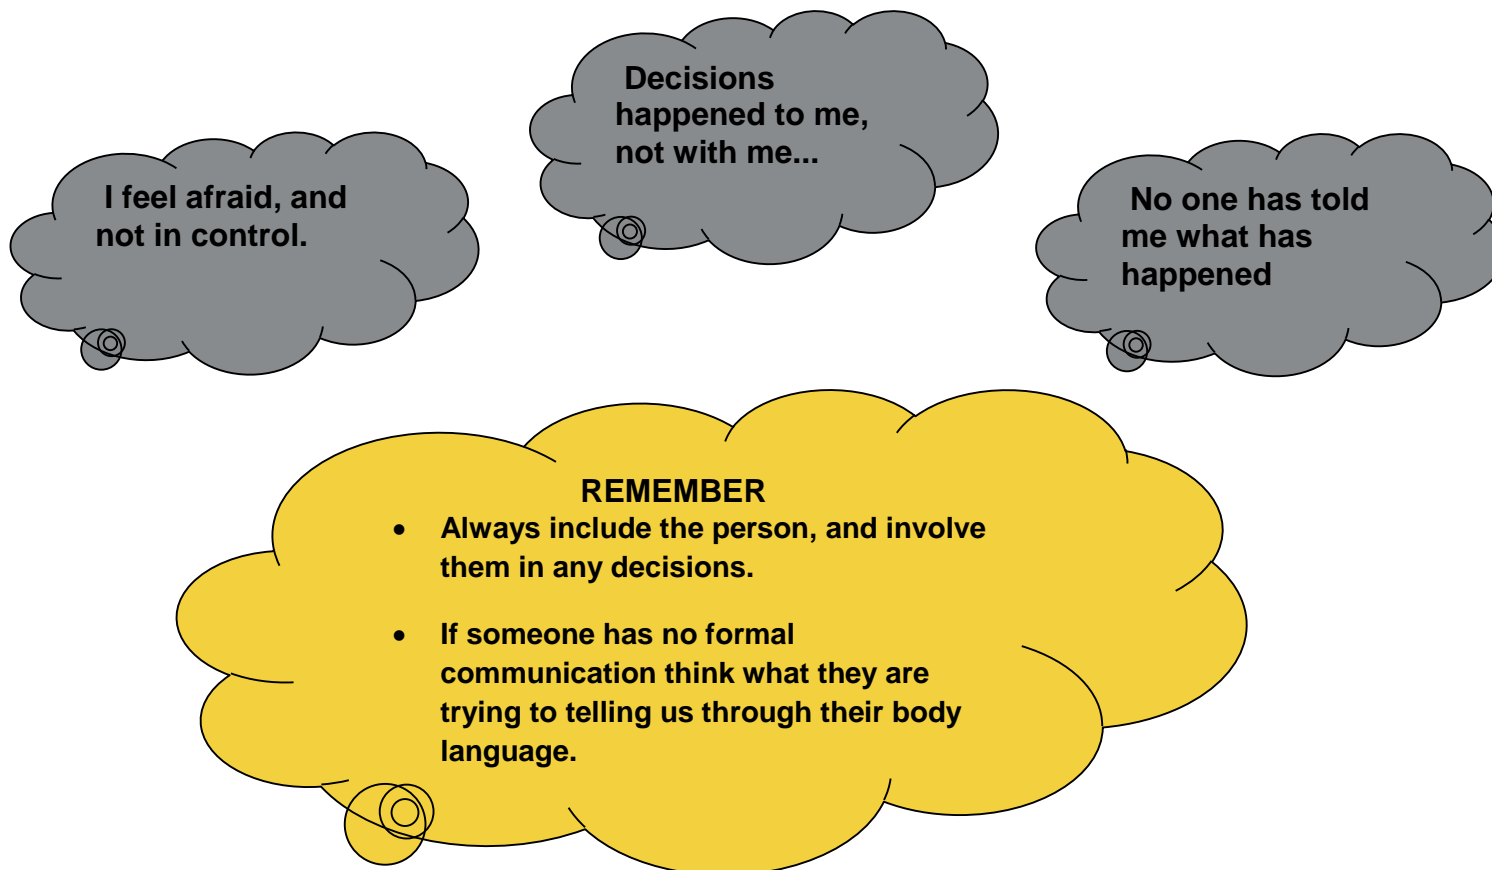 I feel afraid, and
not in control.
Decisions
happened to me,
not with me...
No one has told
me what has
happened
REMEMBER
• Always include the person, and involve
them in any decisions.
• If someone has no formal
communication think what they are
trying to telling us through their body
language.